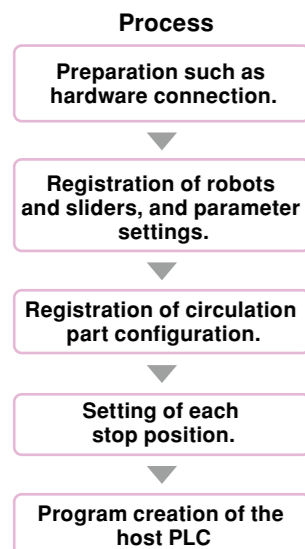 Process
Preparation such as
hardware connection.
Registration of robots
and sliders, and parameter
settings.
Registration of circulation
part configuration.
Setting of each
stop position.
Program creation of the
host PLC